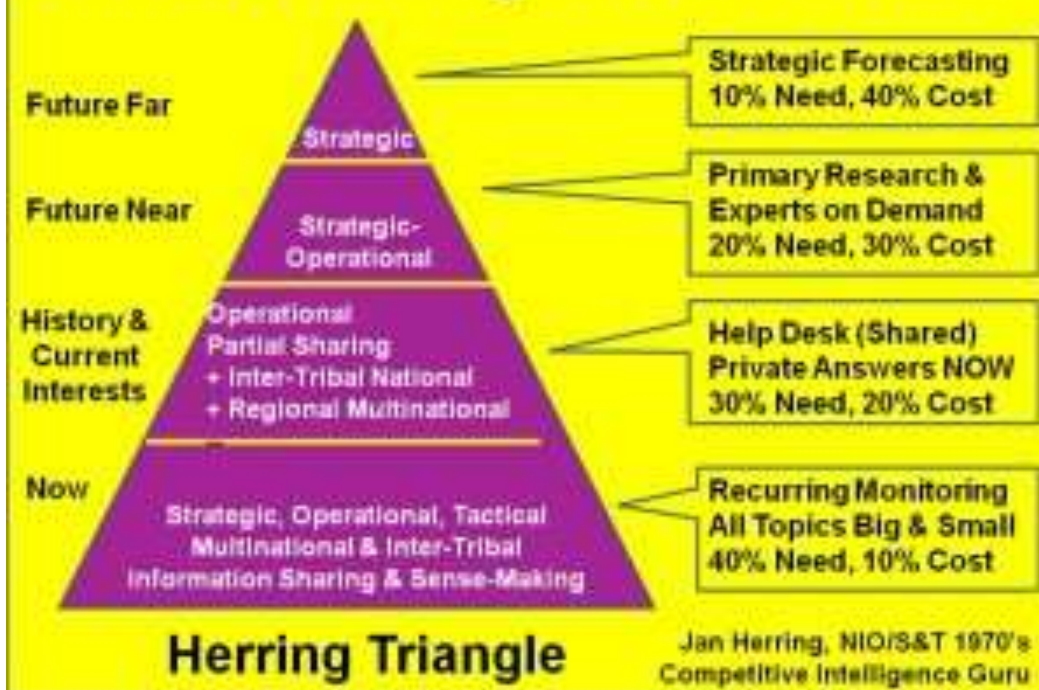 Future Far
Strategic
Strategic Forecasting
10% Need, 40% Cost
Future Near
Strategic-
Operational
Primary Research &
Experts on Demand
20% Need, 30% Cost
History &
Current
Interests
Operational
Partial Sharing
+ Inter-Tribal National
+ Regional Multinational
Help Desk (Shared)
Private Answers NOW
30% Need, 20% Cost
Now
Strategic, Operational, Tactical
Multinational & Inter-Tribal
Information Sharing & Sense-Making
Recurring Monitoring
All Topics Big & Small
40% Need, 10% Cost
Herring Triangle
Jan Herring, NIO/S&T 1970's
Competitive Intelligence Guru